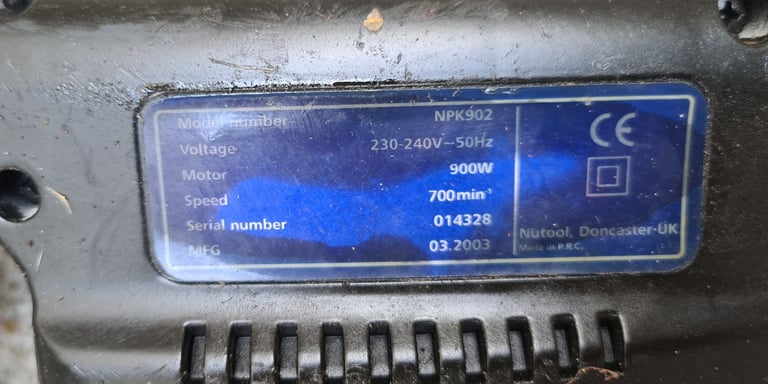 Model number NPK902
Voltage 230-240V~50Hz
Motor 900W
Speed 700min⁻¹
Serial number 014328
MFG 03.2003
CE
Nutool, Doncaster-UK
Made in P.R.C.